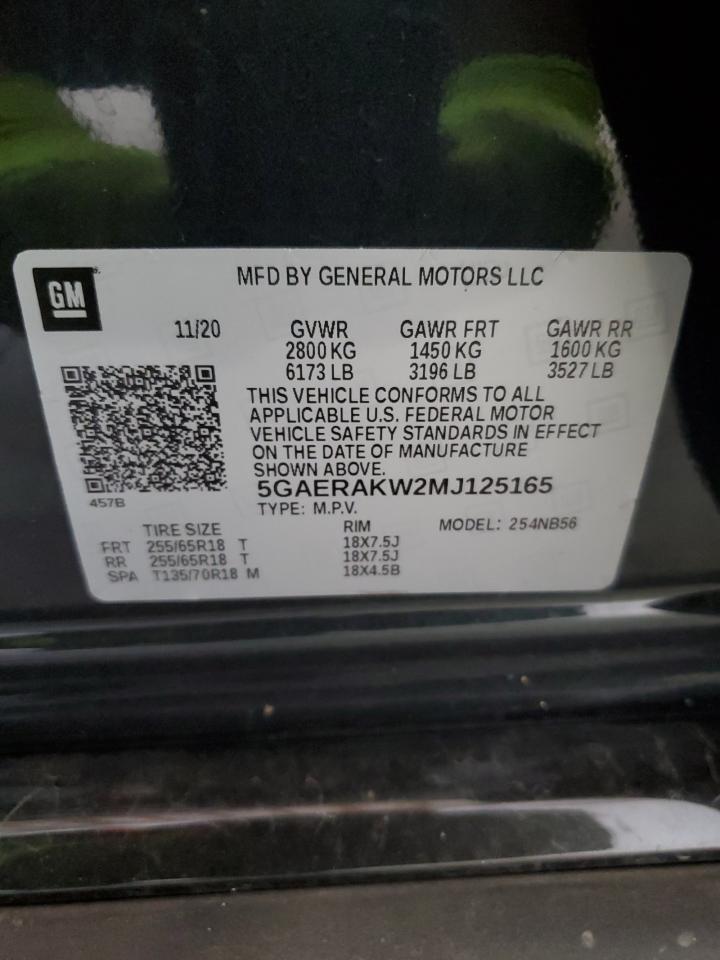 GM
MFD BY GENERAL MOTORS LLC
11/20 GVWR GAWR FRT GAWR RR
2800 KG 1450 KG 1600 KG
6173 LB 3196 LB 3527 LB
THIS VEHICLE CONFORMS TO ALL
APPLICABLE U.S. FEDERAL MOTOR
VEHICLE SAFETY STANDARDS IN EFFECT
ON THE DATE OF MANUFACTURE
SHOWN ABOVE.
5GAERAKW2MJ125165
457B
TYPE: M.P.V.
TIRE SIZE RIM MODEL: 254NB56
FRT 255/65R18 T 18X7.5J
RR 255/65R18 T 18X7.5J
SPA T135/70R18 M 18X4.5B